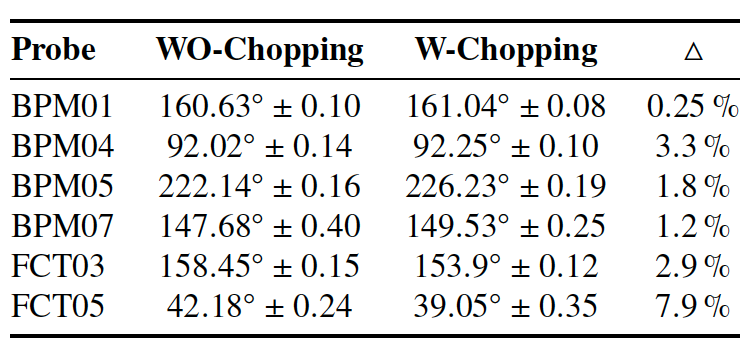 Probe WO-Chopping W-Chopping △
BPM01 160.63° ± 0.10 161.04° ± 0.08 0.25 %
BPM04 92.02° ± 0.14 92.25° ± 0.10 3.3 %
BPM05 222.14° ± 0.16 226.23° ± 0.19 1.8 %
BPM07 147.68° ± 0.40 149.53° ± 0.25 1.2 %
FCT03 158.45° ± 0.15 153.9° ± 0.12 2.9 %
FCT05 42.18° ± 0.24 39.05° ± 0.35 7.9 %